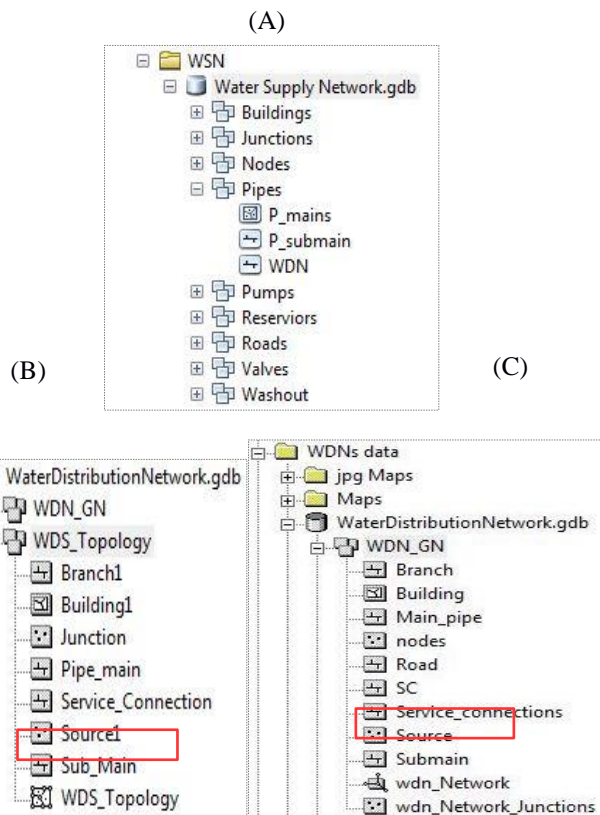 (A)
WSN
Water Supply Network.gdb
Buildings
Junctions
Nodes
Pipes
P_mains
P_submain
WDN
Pumps
Reserviors
Roads
Valves
Washout
(B)
(C)
WaterDistributionNetwork.gdb
WDN_GN
WDS_Topology
Branch1
Building1
Junction
Pipe_main
Service_Connection
Source1
Sub_Main
WDS_Topology
WDNs data
jpg Maps
Maps
WaterDistributionNetwork.gdb
WDN_GN
Branch
Building
Main_pipe
nodes
Road
SC
Service_connections
Source
Submain
wdn_Network
wdn_Network_Junctions